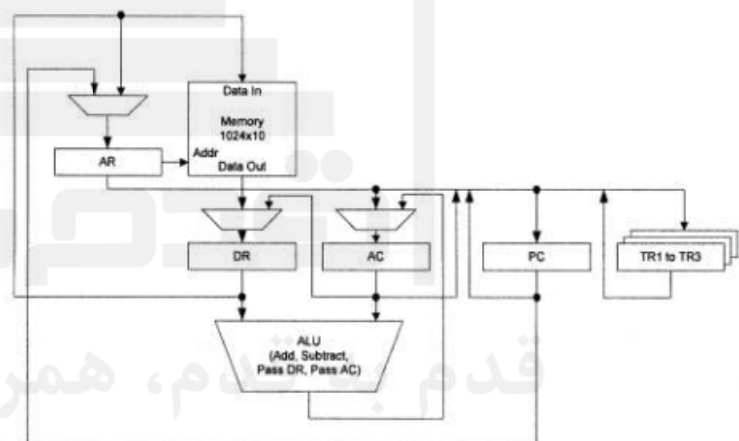 Data In
Memory
1024x10
Addr
Data Out
AR
DR
AC
PC
TR1 to TR3
ALU
(Add, Subtract,
Pass DR, Pass AC)
قدم به قدم، همر